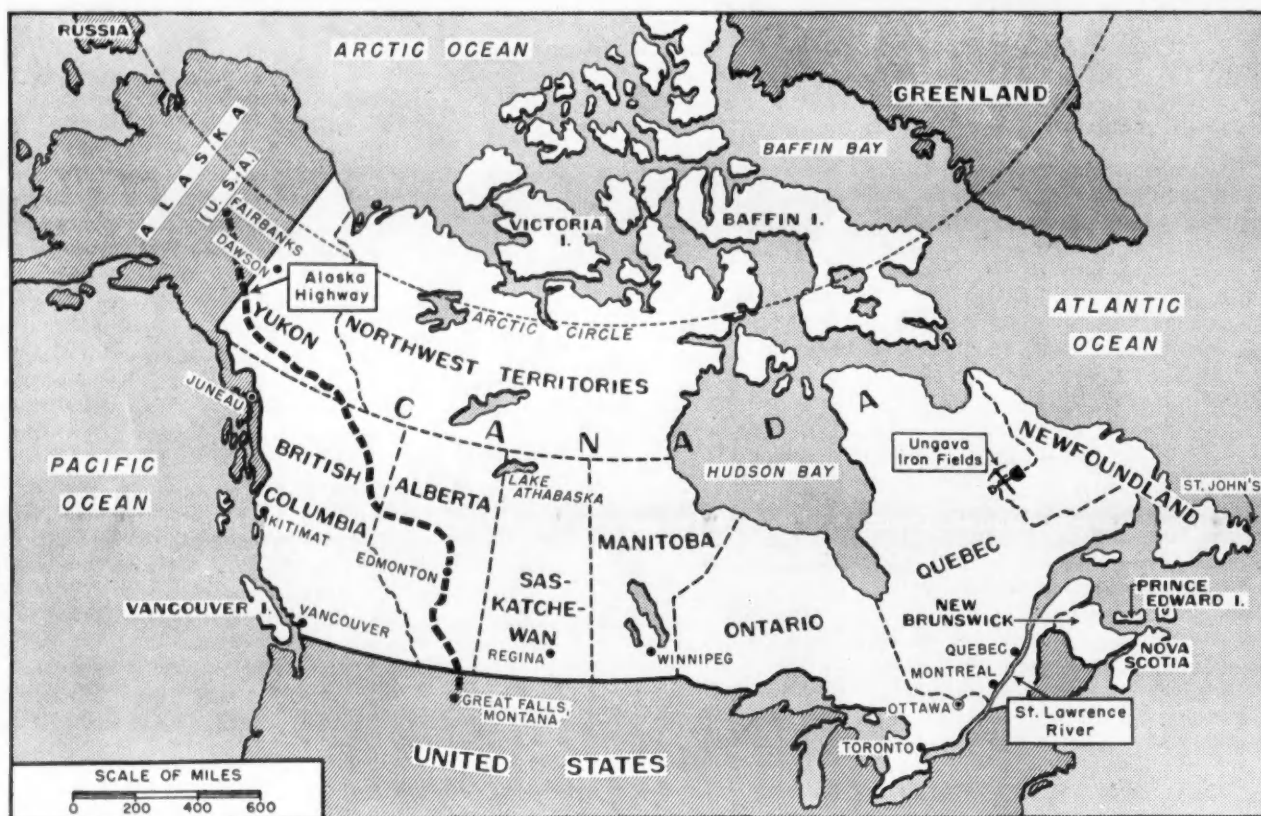 RUSSIA
ARCTIC OCEAN
GREENLAND
ALASKA
(U.S.A.)
BAFFIN BAY
FAIRBANKS
VICTORIA
I.
BAFFIN I.
DAWSON
Alaska
Highway
ARCTIC CIRCLE
ATLANTIC
OCEAN
YUKON
NORTHWEST TERRITORIES
JUNEAU
CANADA
PACIFIC
OCEAN
BRITISH
COLUMBIA
ALBERTA
LAKE
ATHABASKA
HUDSON BAY
Ungava
Iron Fields
NEWFOUNDLAND
ST. JOHN'S
KITIMAT
EDMONTON
MANITOBA
QUEBEC
SAS-
KATCHE-
WAN
VANCOUVER I.
VANCOUVER
REGINA
WINNIPEG
ONTARIO
NEW
BRUNSWICK
PRINCE
EDWARD I.
NOVA
SCOTIA
QUEBEC
MONTREAL
OTTAWA
St. Lawrence
River
GREAT FALLS,
MONTANA
TORONTO
UNITED STATES
SCALE OF MILES
0 200 400 600